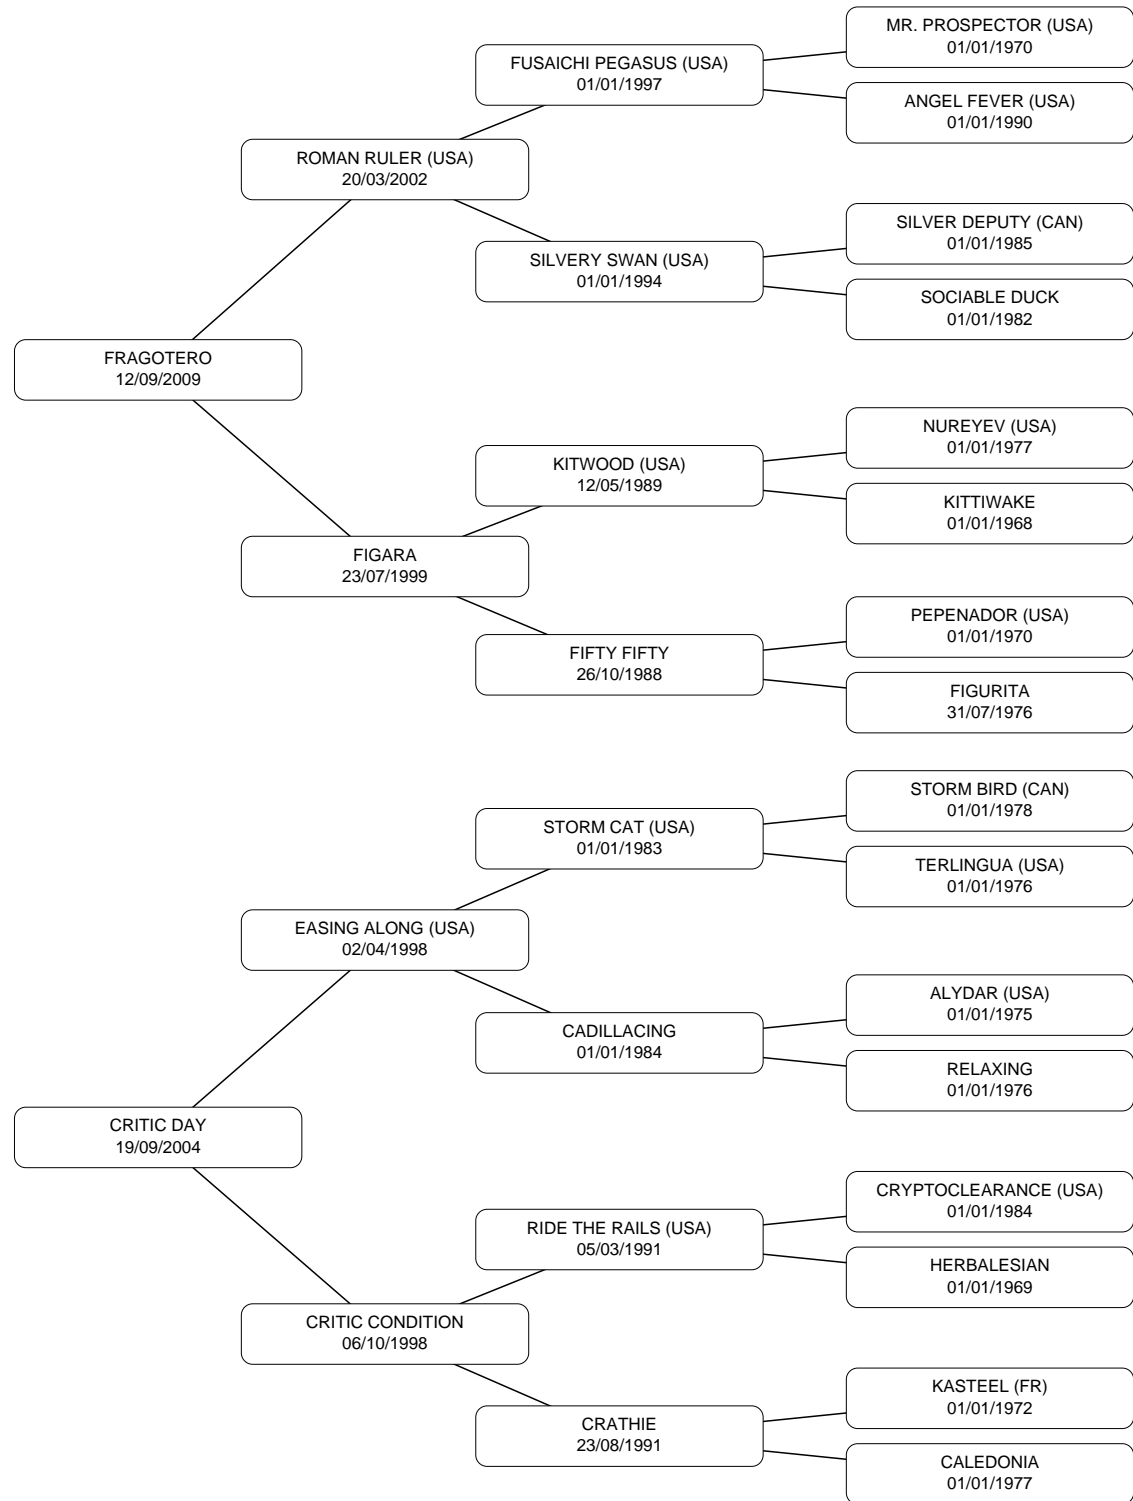 MR. PROSPECTOR (USA)
01/01/1970
FUSAICHI PEGASUS (USA)
01/01/1997
ANGEL FEVER (USA)
01/01/1990
ROMAN RULER (USA)
20/03/2002
SILVER DEPUTY (CAN)
01/01/1985
SILVERY SWAN (USA)
01/01/1994
SOCIABLE DUCK
01/01/1982
FRAGOTERO
12/09/2009
NUREYEV (USA)
01/01/1977
KITWOOD (USA)
12/05/1989
KITTIWAKE
01/01/1968
FIGARA
23/07/1999
PEPENADOR (USA)
01/01/1970
FIFTY FIFTY
26/10/1988
FIGURITA
31/07/1976
STORM BIRD (CAN)
01/01/1978
STORM CAT (USA)
01/01/1983
TERLINGUA (USA)
01/01/1976
EASING ALONG (USA)
02/04/1998
ALYDAR (USA)
01/01/1975
CADILLACING
01/01/1984
RELAXING
01/01/1976
CRITIC DAY
19/09/2004
CRYPTOCLEARANCE (USA)
01/01/1984
RIDE THE RAILS (USA)
05/03/1991
HERBALESIAN
01/01/1969
CRITIC CONDITION
06/10/1998
KASTEEL (FR)
01/01/1972
CRATHIE
23/08/1991
CALEDONIA
01/01/1977